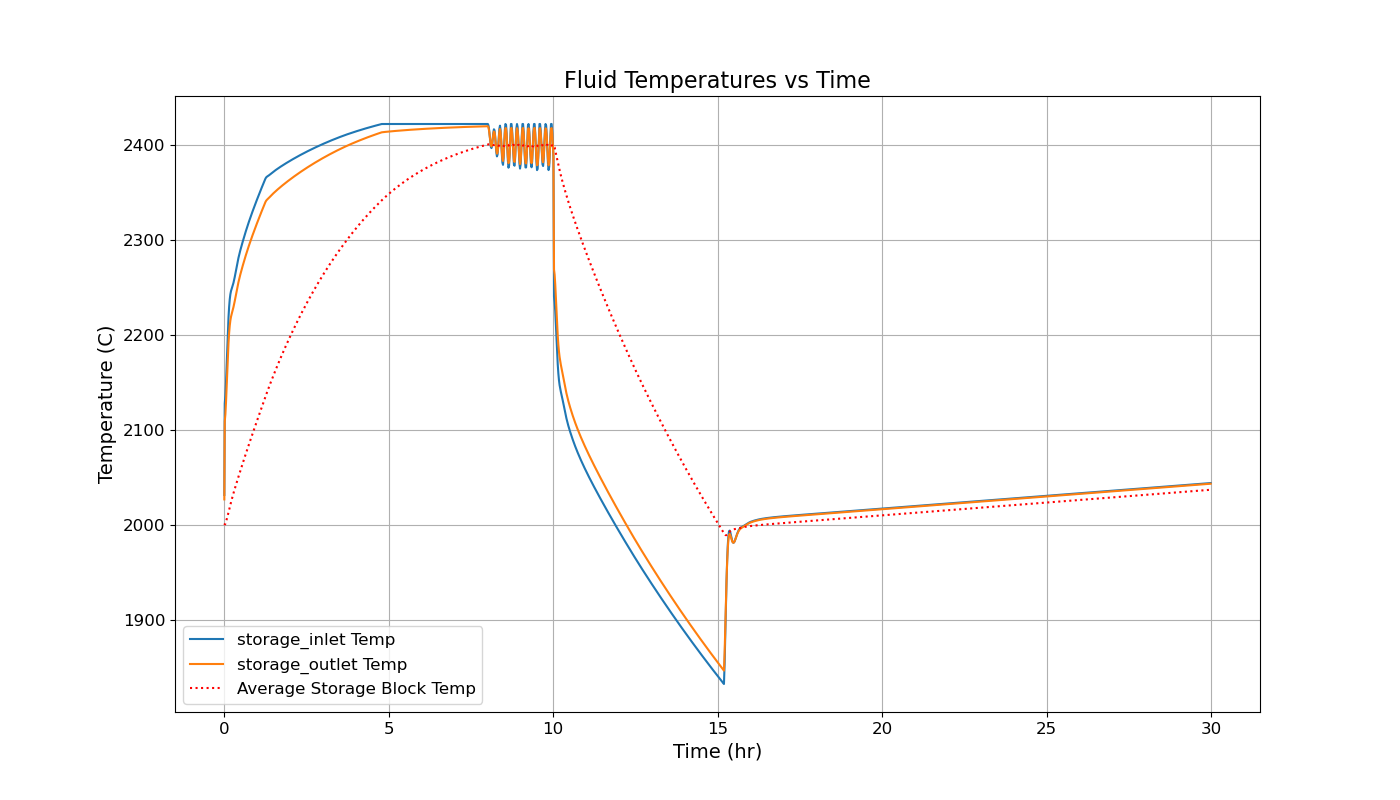 Fluid Temperatures vs Time
Temperature (C)
2400
2300
2200
2100
2000
1900
storage_inlet Temp
storage_outlet Temp
Average Storage Block Temp
0 5 10 15 20 25 30
Time (hr)